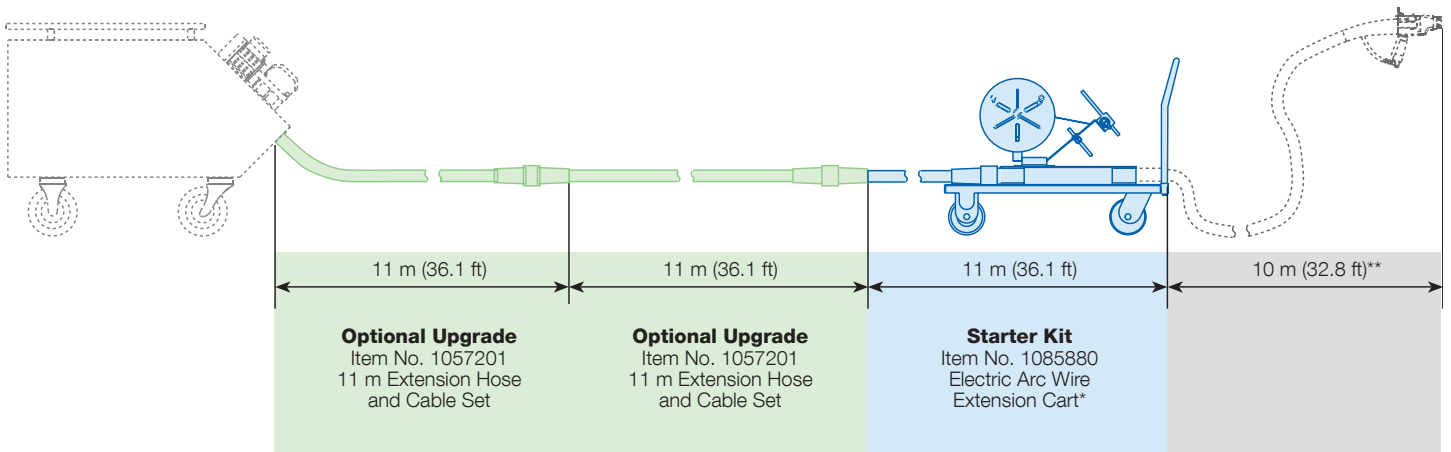 11 m (36.1 ft)
11 m (36.1 ft)
11 m (36.1 ft)
10 m (32.8 ft)**
Optional Upgrade
Item No. 1057201
11 m Extension Hose
and Cable Set
Optional Upgrade
Item No. 1057201
11 m Extension Hose
and Cable Set
Starter Kit
Item No. 1085880
Electric Arc Wire
Extension Cart*